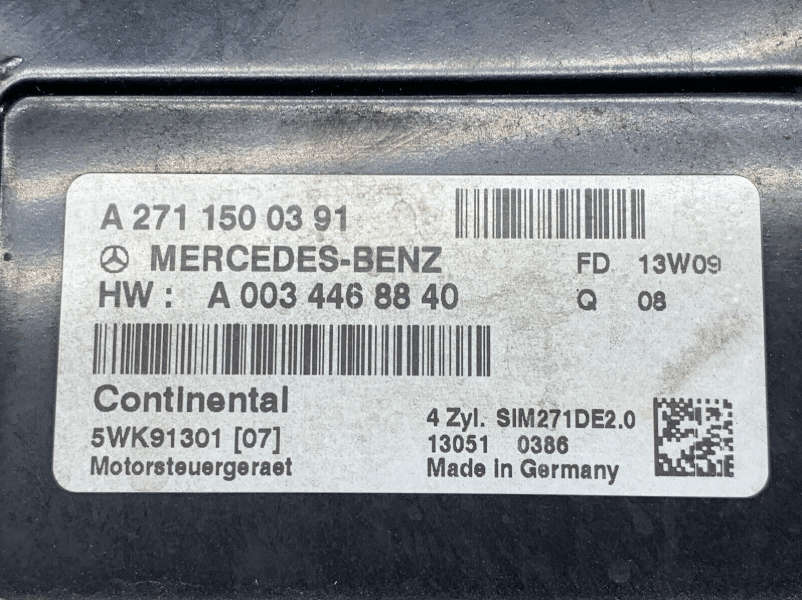 A 271 150 03 91
MERCEDES-BENZ
FD 13W09
HW : A 003 446 88 40
Q 08
Continental
5WK91301 [07]
Motorsteuergeraet
4 Zyl. SIM271DE2.0
13051 0386
Made in Germany